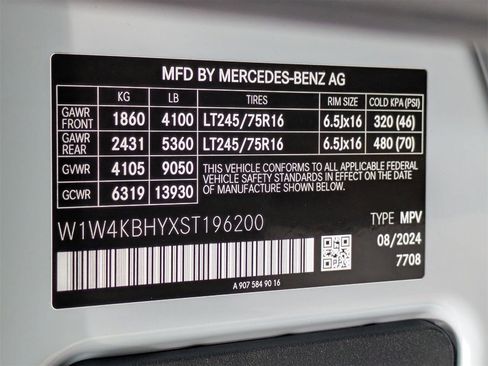 MFD BY MERCEDES-BENZ AG
KG LB TIRES RIM SIZE COLD KPA (PSI)
GAWR FRONT 1860 4100 LT245/75R16 6.5Jx16 320 (46)
GAWR REAR 2431 5360 LT245/75R16 6.5Jx16 480 (70)
GVWR 4105 9050 THIS VEHICLE CONFORMS TO ALL APPLICABLE FEDERAL
VEHICLE SAFETY STANDARDS IN EFFECT ON THE DATE
GCWR 6319 13930 OF MANUFACTURE SHOWN BELOW.
W1W4KBHYXST196200 TYPE MPV
08/2024
7708
A 907 584 90 16